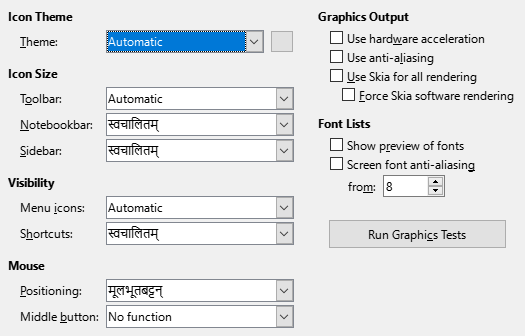 Icon Theme
Theme: Automatic
Icon Size
Toolbar: Automatic
Notebookbar: स्वचालितम्
Sidebar: स्वचालितम्
Visibility
Menu icons: Automatic
Shortcuts: स्वचालितम्
Mouse
Positioning: मूलभूतबट्टन्
Middle button: No function
Graphics Output
Use hardware acceleration
Use anti-aliasing
Use Skia for all rendering
Force Skia software rendering
Font Lists
Show preview of fonts
Screen font anti-aliasing
from: 8
Run Graphics Tests